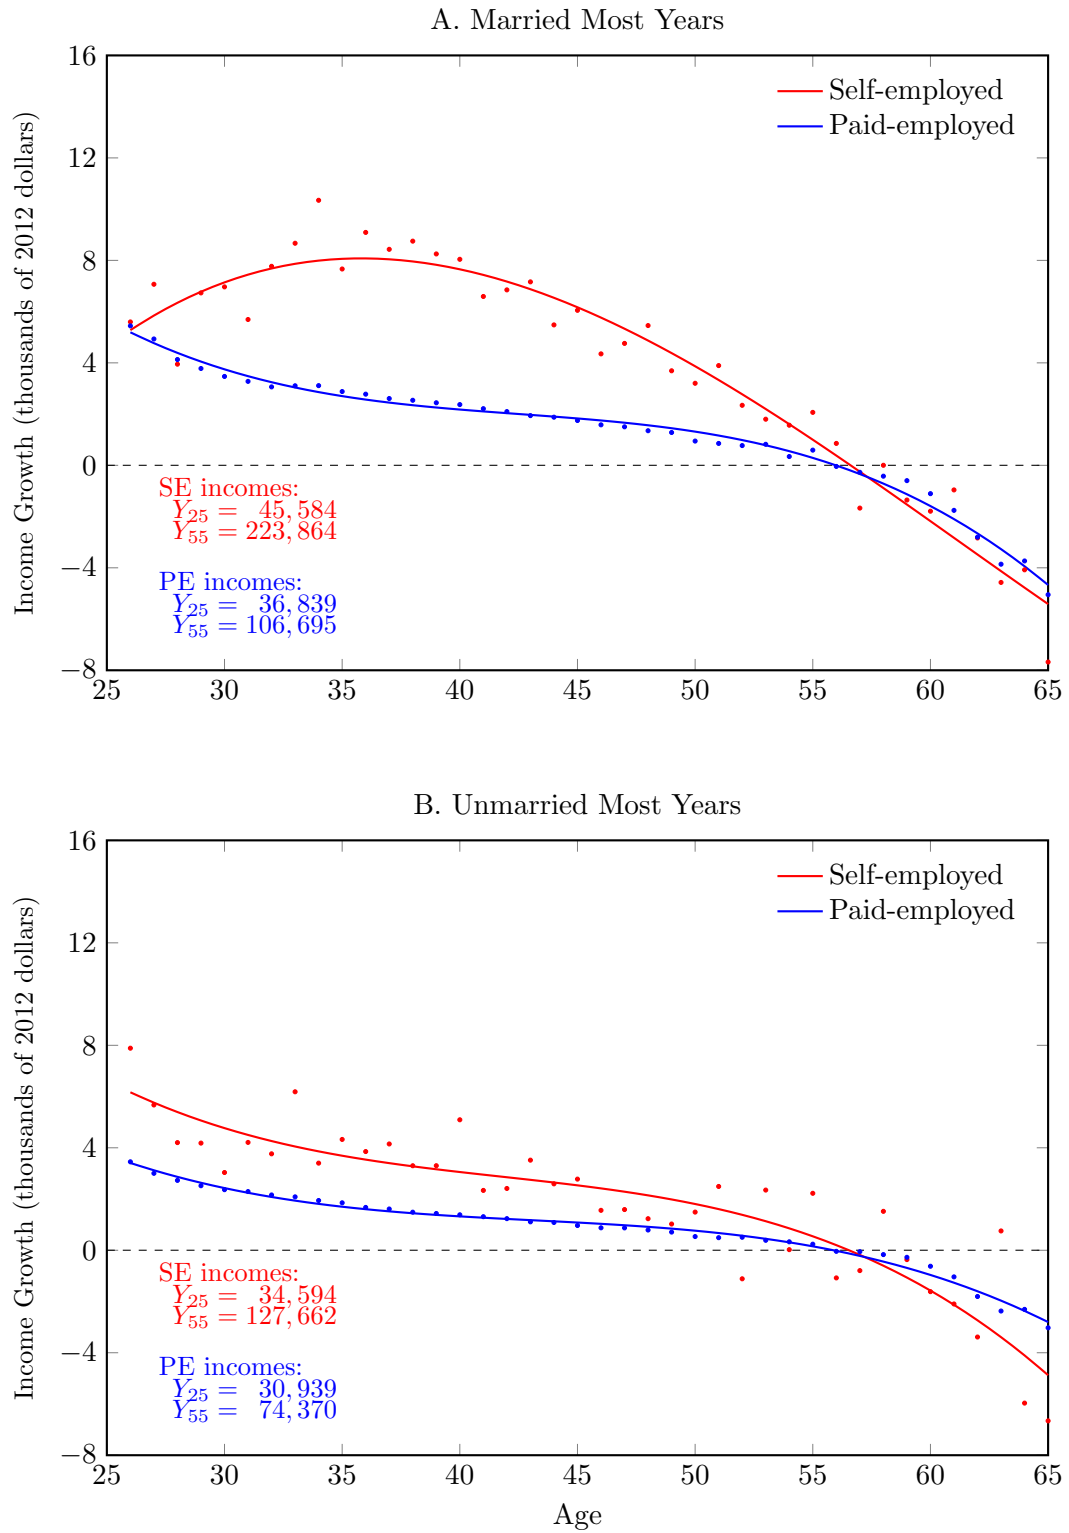 A. Married Most Years
16
12
8
4
0
−4
−8
Income Growth (thousands of 2012 dollars)
Self-employed
Paid-employed
SE incomes:
Y25 = 45,584
Y55 = 223,864
PE incomes:
Y25 = 36,839
Y55 = 106,695
25 30 35 40 45 50 55 60 65
B. Unmarried Most Years
16
12
8
4
0
−4
−8
Income Growth (thousands of 2012 dollars)
Self-employed
Paid-employed
SE incomes:
Y25 = 34,594
Y55 = 127,662
PE incomes:
Y25 = 30,939
Y55 = 74,370
25 30 35 40 45 50 55 60 65
Age